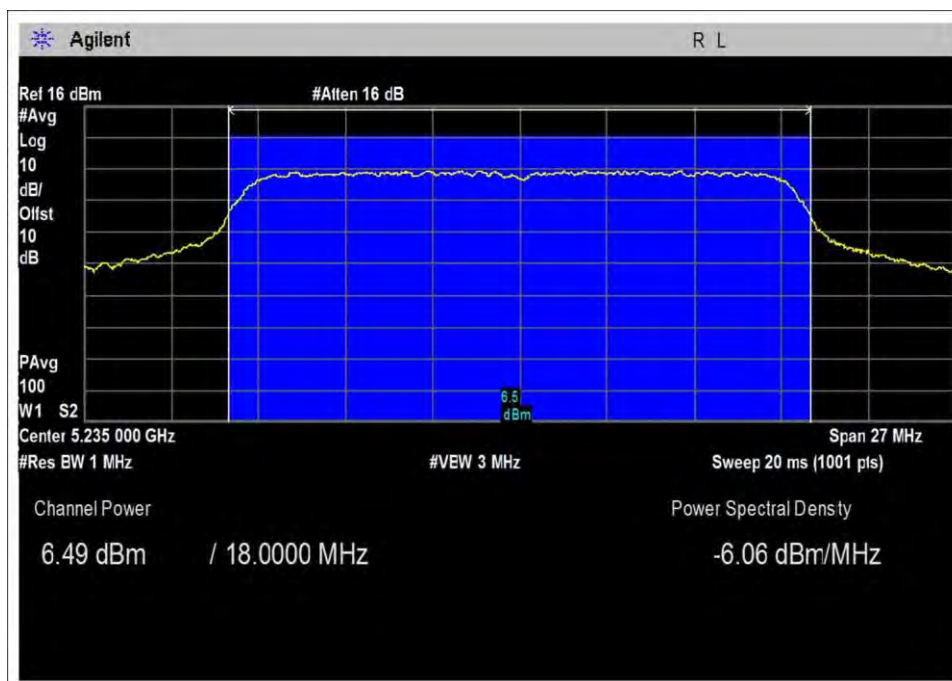 Agilent
R L
Ref 16 dBm #Atten 16 dB
#Avg
Log
10
dB/
Offst
10
dB
PAvg
100
W1 S2
6.5
dBm
Center 5.235 000 GHz Span 27 MHz
#Res BW 1 MHz #VBW 3 MHz Sweep 20 ms (1001 pts)
Channel Power Power Spectral Density
6.49 dBm / 18.0000 MHz -6.06 dBm/MHz